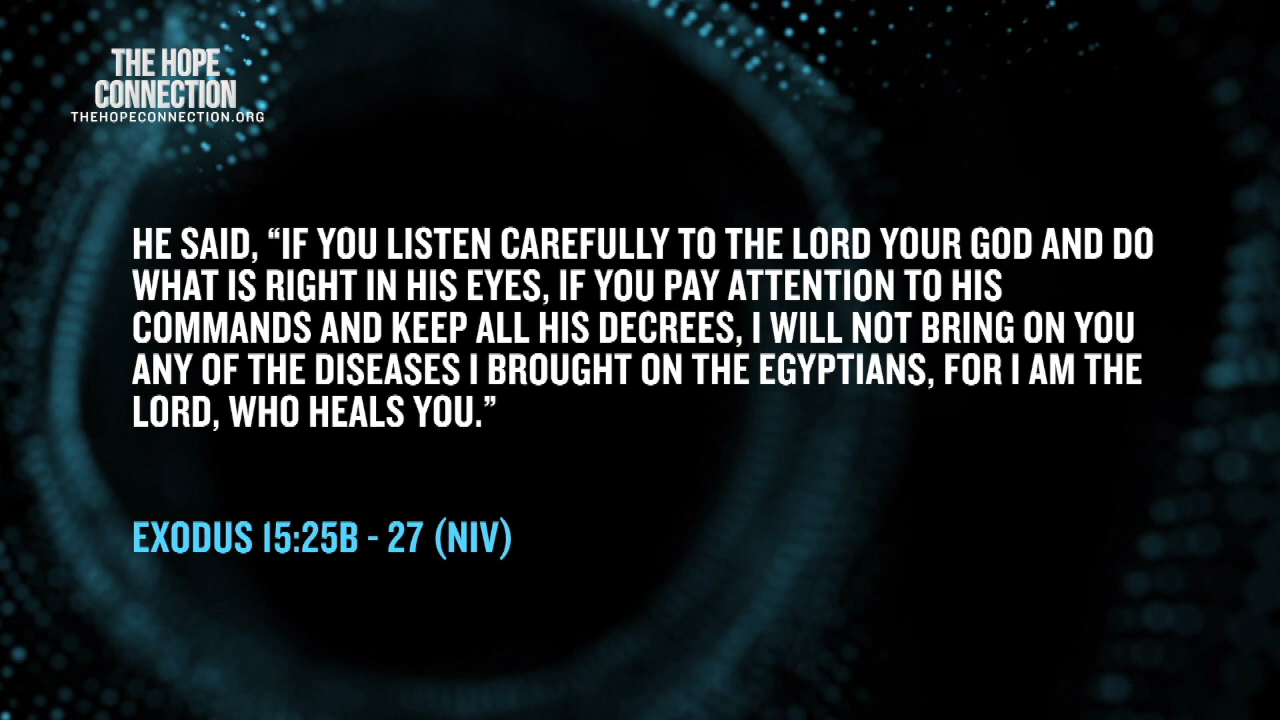 THE HOPE
CONNECTION
THEHOPECONNECTION.ORG
HE SAID, “IF YOU LISTEN CAREFULLY TO THE LORD YOUR GOD AND DO
WHAT IS RIGHT IN HIS EYES, IF YOU PAY ATTENTION TO HIS
COMMANDS AND KEEP ALL HIS DECREES, I WILL NOT BRING ON YOU
ANY OF THE DISEASES I BROUGHT ON THE EGYPTIANS, FOR I AM THE
LORD, WHO HEALS YOU.”
EXODUS 15:25B - 27 (NIV)